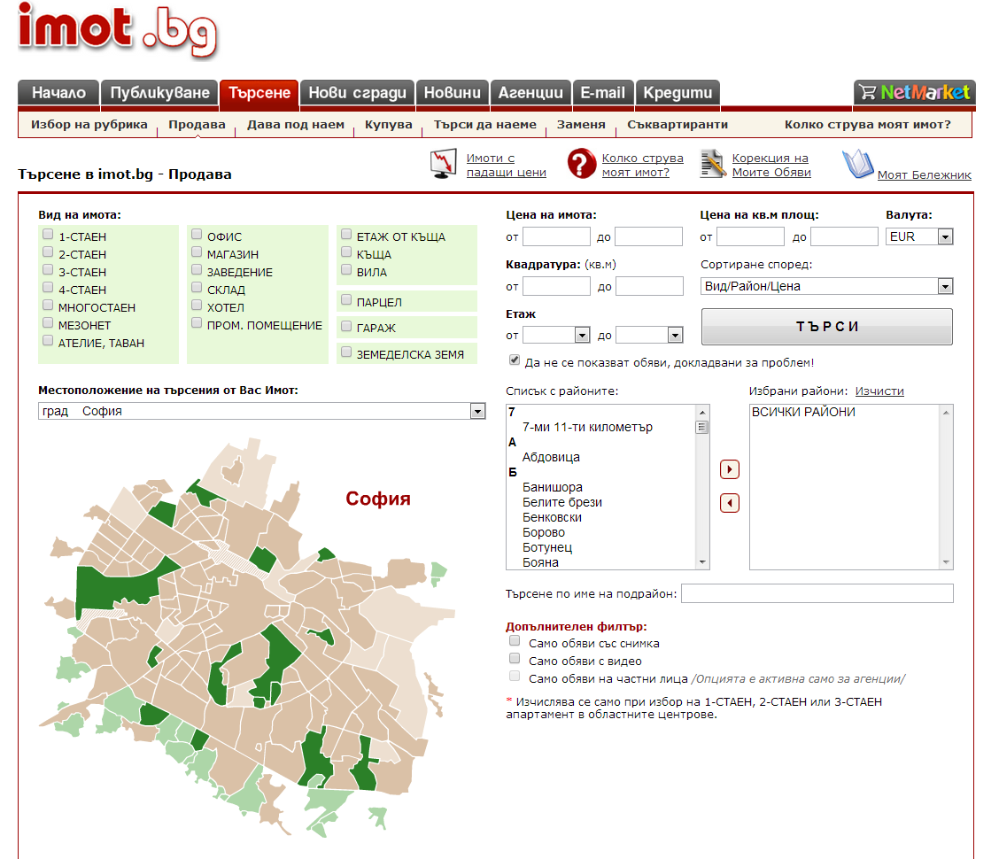 imot .bg
Начало Публикуване Търсене Нови сгради Новини Агенции E-mail Кредити NetMarket
Избор на рубрика Продава Дава под наем Купува Търси да наеме Заменя Съквартиранти Колко струва моят имот?
Имоти с падащи цени
Колко струва моят имот?
Корекция на Моите Обяви
Моят Бележник
Търсене в imot.bg - Продава
Вид на имота:
1-СТАЕН
2-СТАЕН
3-СТАЕН
4-СТАЕН
МНОГОСТАЕН
МЕЗОНЕТ
АТЕЛИЕ, ТАВАН
ОФИС
МАГАЗИН
ЗАВЕДЕНИЕ
СКЛАД
ХОТЕЛ
ПРОМ. ПОМЕЩЕНИЕ
ЕТАЖ ОТ КЪЩА
КЪЩА
ВИЛА
ПАРЦЕЛ
ГАРАЖ
ЗЕМЕДЕЛСКА ЗЕМЯ
Цена на имота:
от до
Цена на кв.м площ:
от до
Валута:
EUR
Квадратура: (кв.м)
от до
Сортиране според:
Вид/Район/Цена
Етаж
от до
ТЪРСИ
Да не се показват обяви, докладвани за проблем!
Местоположение на търсения от Вас Имот:
град София
София
Списък с районите:
7
7-ми 11-ти километър
А
Абдовица
Б
Банишора
Белите брези
Бенковски
Борово
Ботунец
Бояна
Избрани райони: Изчисти
ВСИЧКИ РАЙОНИ
Търсене по име на подрайон:
Допълнителен филтър:
Само обяви със снимка
Само обяви с видео
Само обяви на частни лица /Опцията е активна само за агенции/
* Изчислява се само при избор на 1-СТАЕН, 2-СТАЕН или 3-СТАЕН
апартамент в областните центрове.